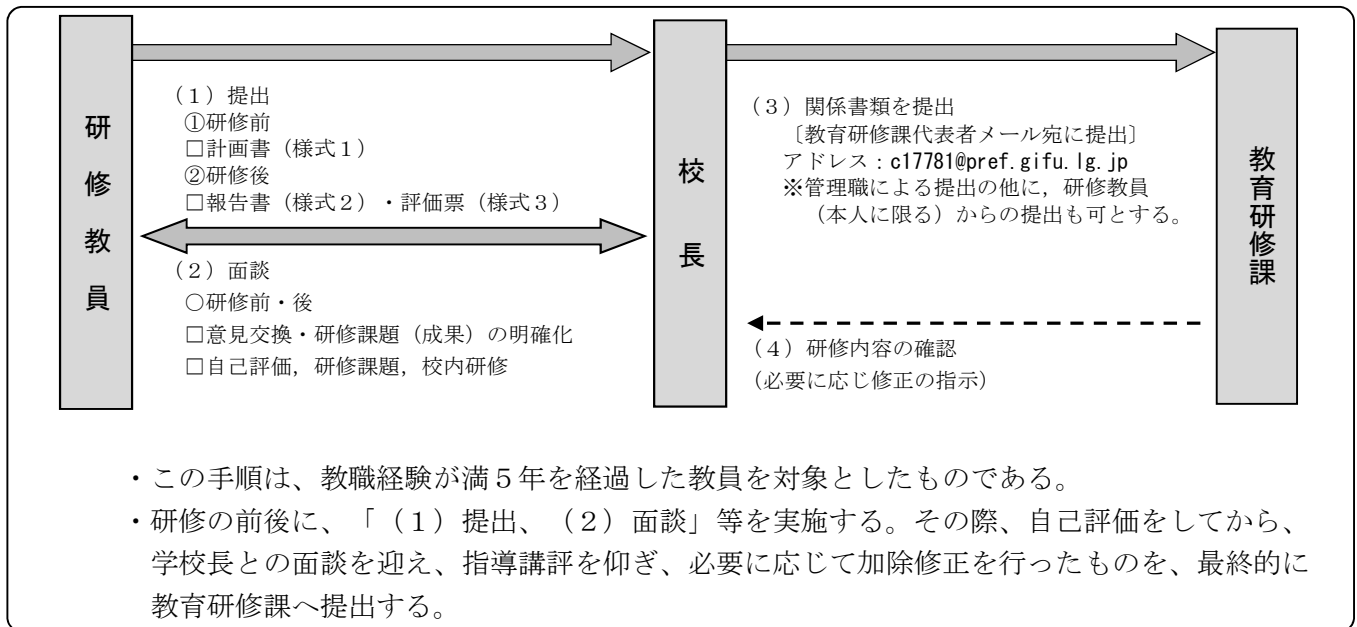 研修教員
（１）提出
①研修前
□計画書（様式１）
②研修後
□報告書（様式２）・評価票（様式３）
（２）面談
○研修前・後
□意見交換・研修課題（成果）の明確化
□自己評価，研修課題，校内研修
校長
（３）関係書類を提出
〔教育研修課代表者メール宛に提出〕
アドレス：c17781@pref.gifu.lg.jp
※管理職による提出の他に，研修教員
（本人に限る）からの提出も可とする。
（４）研修内容の確認
（必要に応じ修正の指示）
教育研修課
・この手順は、教職経験が満５年を経過した教員を対象としたものである。
・研修の前後に、「（１）提出、（２）面談」等を実施する。その際、自己評価をしてから、
学校長との面談を迎え、指導講評を仰ぎ、必要に応じて加除修正を行ったものを、最終的に
教育研修課へ提出する。